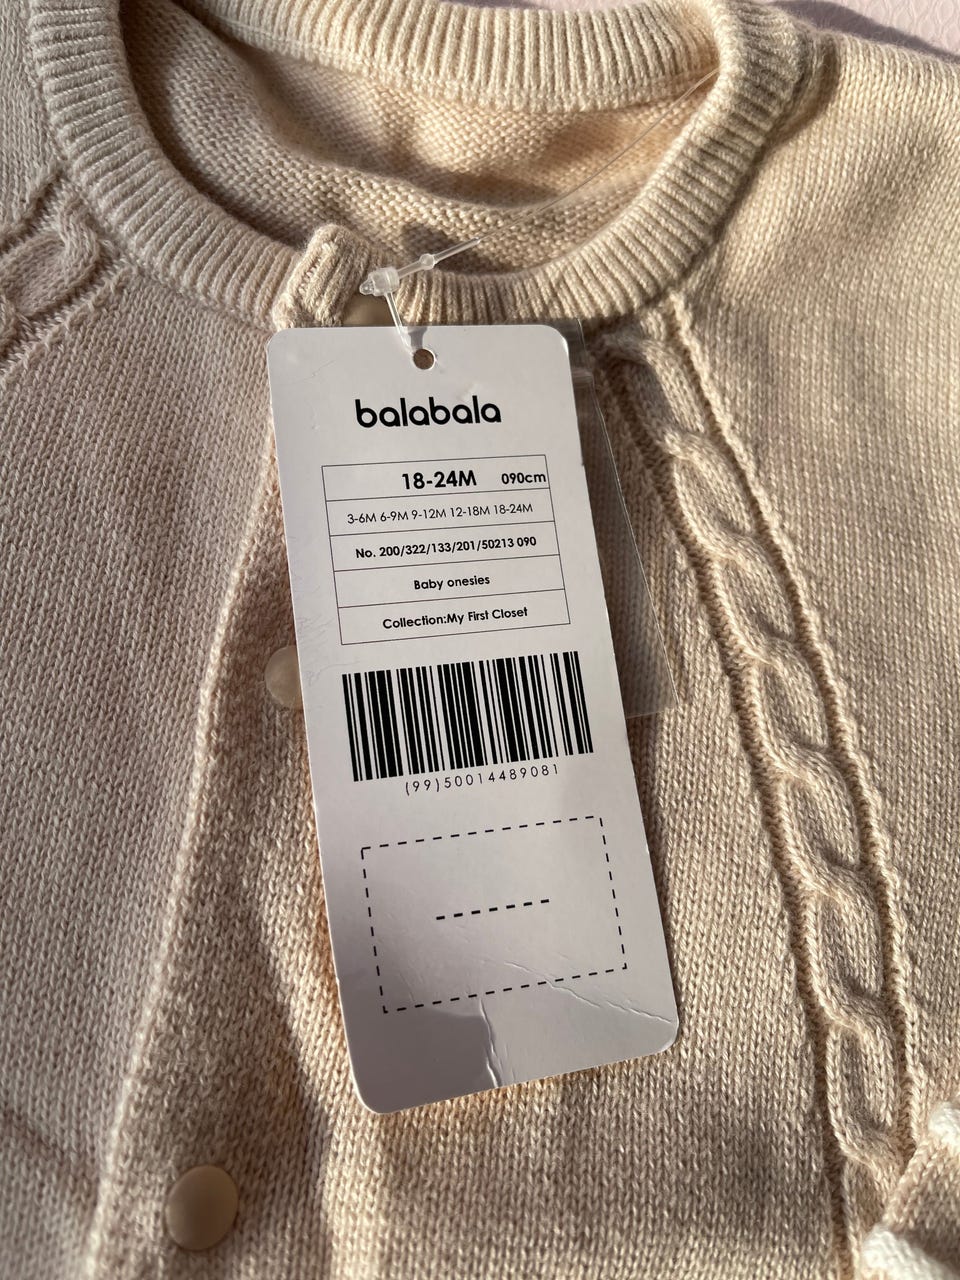 balabala
18-24M 090cm
3-6M 6-9M 9-12M 12-18M 18-24M
No. 200/322/133/201/50213 090
Baby onesies
Collection:My First Closet
(99)50014489081